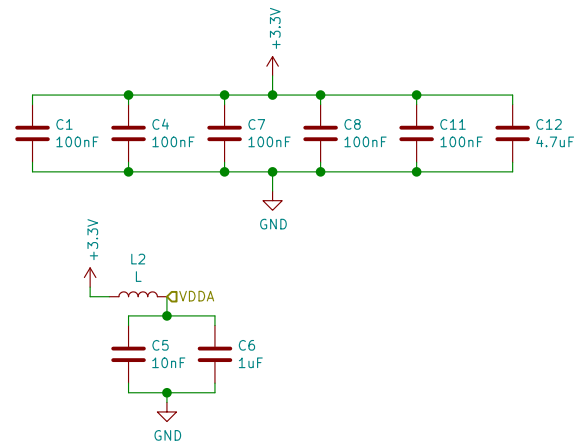 +3.3V
C1
100nF
C4
100nF
C7
100nF
C8
100nF
C11
100nF
C12
4.7uF
GND
+3.3V
L2
L
VDDA
C5
10nF
C6
1uF
GND